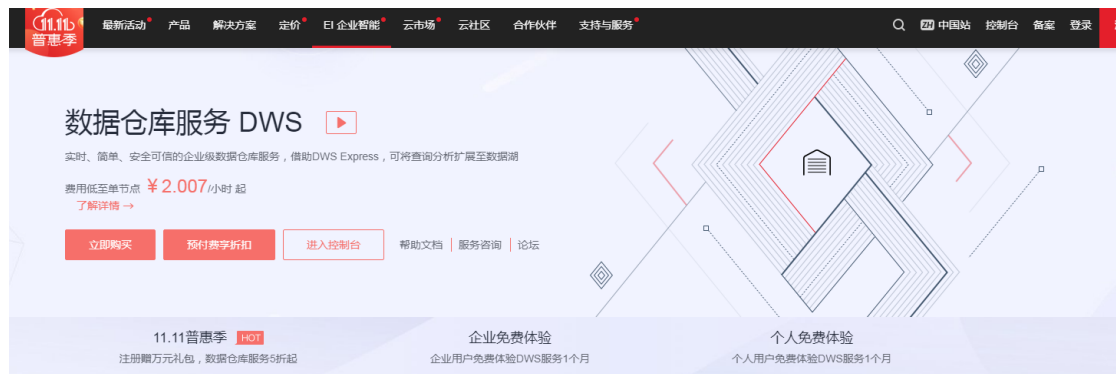 11.11
普惠季
最新活动 产品 解决方案 定价 EI 企业智能 云市场 云社区 合作伙伴 支持与服务 ZH 中国站 控制台 备案 登录
数据仓库服务 DWS
实时、简单、安全可信的企业级数据仓库服务，借助DWS Express，可将查询分析扩展至数据湖
费用低至单节点 ¥2.007/小时 起
了解详情 →
立即购买 预付费享折扣 进入控制台 帮助文档 服务咨询 论坛
11.11普惠季 HOT 企业免费体验 个人免费体验
注册赠万元礼包，数据仓库服务5折起 企业用户免费体验DWS服务1个月 个人用户免费体验DWS服务1个月